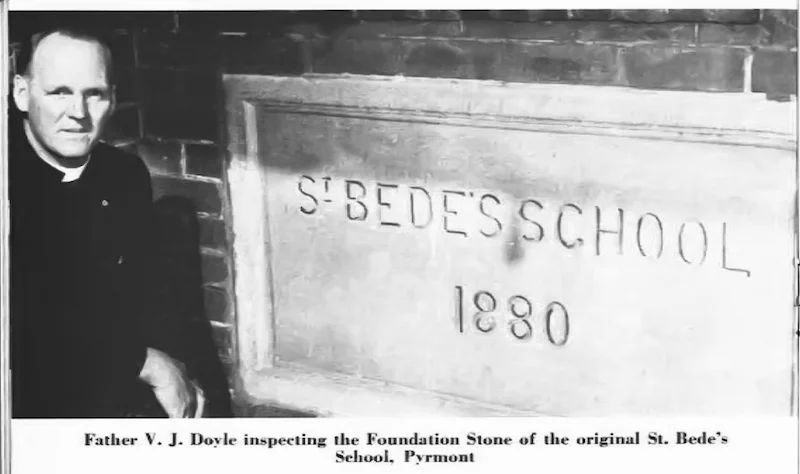 ST BEDE'S SCHOOL
1880
Father V. J. Doyle inspecting the Foundation Stone of the original St. Bede's
School, Pyrmont